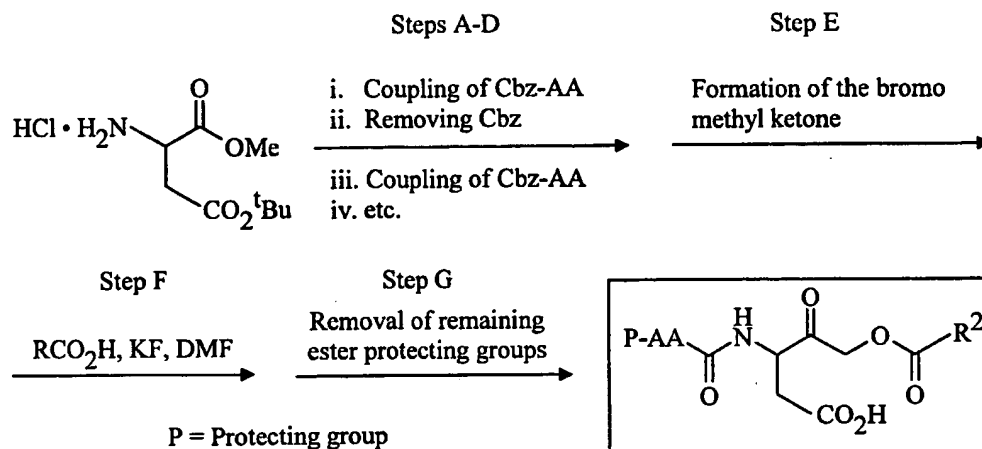 Steps A-D
Step E
i. Coupling of Cbz-AA
ii. Removing Cbz
iii. Coupling of Cbz-AA
iv. etc.
Formation of the bromo
methyl ketone
HCl • H2N
O
OMe
CO2tBu
Step F
Step G
RCO2H, KF, DMF
Removal of remaining
ester protecting groups
P-AA
O
H
N
O
O
O
R2
CO2H
P = Protecting group